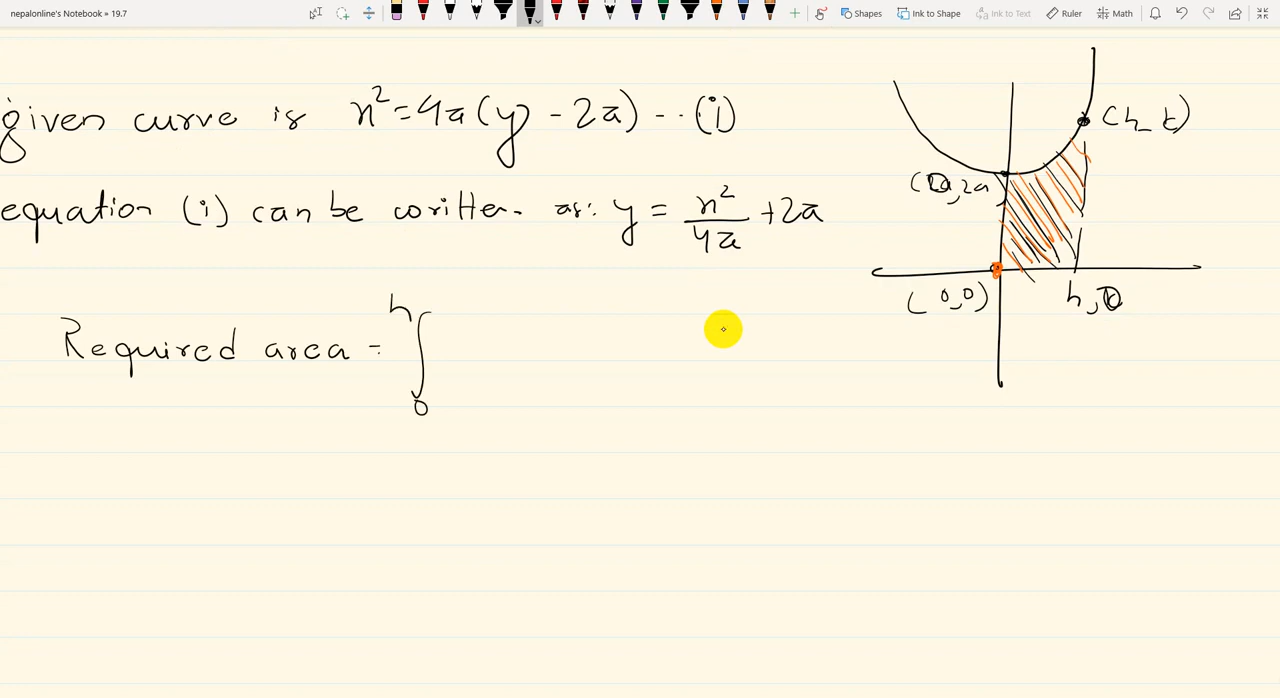 nepalonline's Notebook » 19.7
Shapes Ink to Shape Ink to Text Ruler Math
given curve is x² = 4a(y - 2a) -..(i)
(h, k)
(0, 2a
equation (i) can be written. as: y = x²/4a + 2a
(0,0)
h, 0
Required area = ∫
h
0